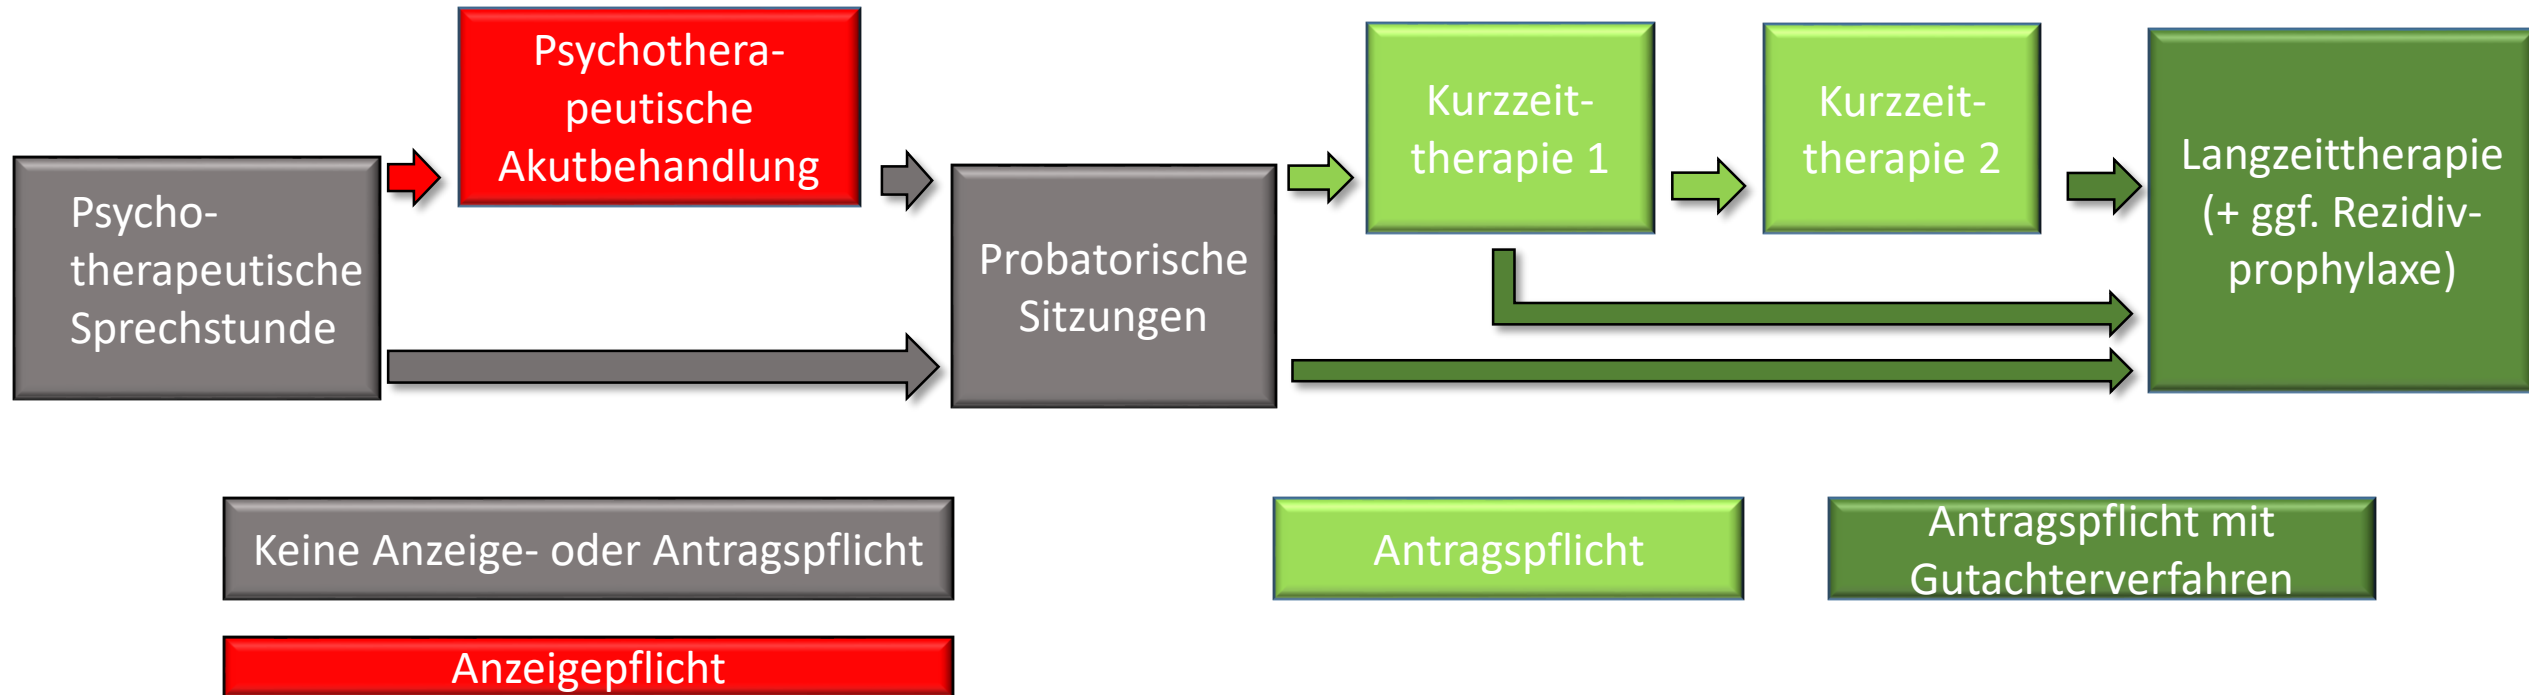 Psycho-
therapeutische
Sprechstunde
Psychothera-
peutische
Akutbehandlung
Probatorische
Sitzungen
Kurzzeit-
therapie 1
Kurzzeit-
therapie 2
Langzeittherapie
(+ ggf. Rezidiv-
prophylaxe)
Keine Anzeige- oder Antragspflicht
Anzeigepflicht
Antragspflicht
Antragspflicht mit
Gutachterverfahren